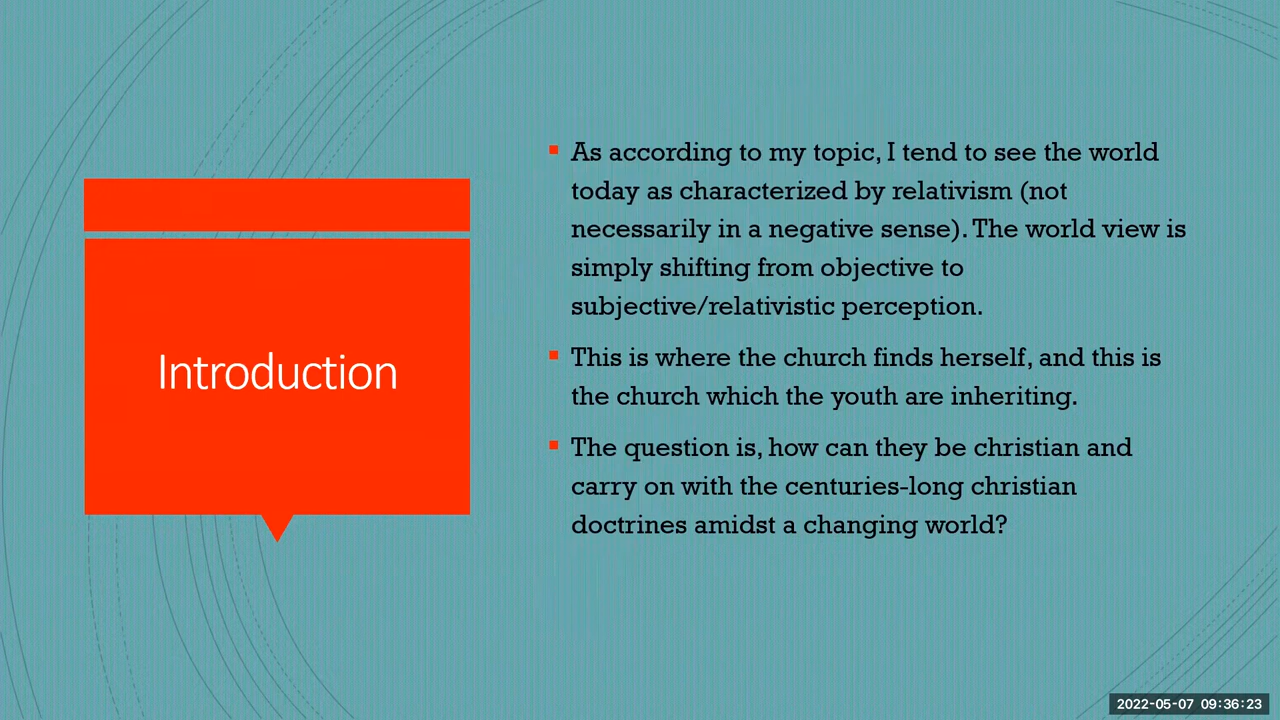 Introduction
As according to my topic, I tend to see the world
today as characterized by relativism (not
necessarily in a negative sense). The world view is
simply shifting from objective to
subjective/relativistic perception.
This is where the church finds herself, and this is
the church which the youth are inheriting.
The question is, how can they be christian and
carry on with the centuries-long christian
doctrines amidst a changing world?
2022-05-07 09:36:23